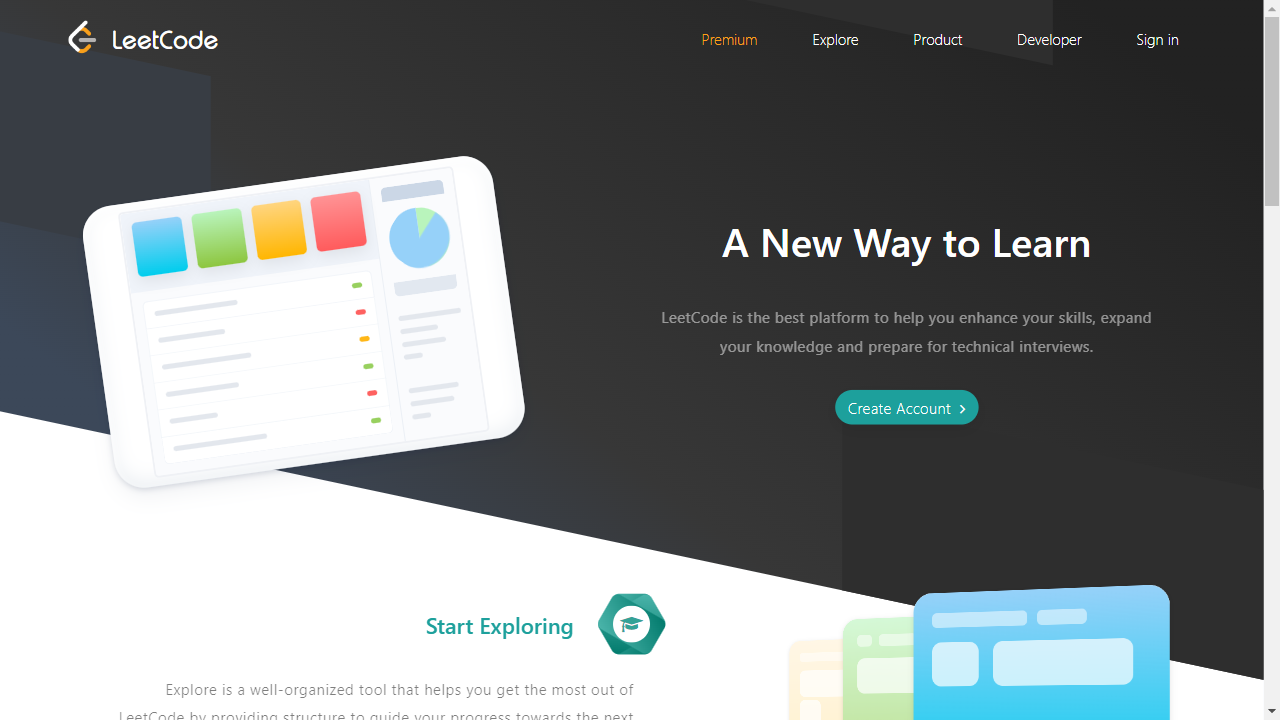 LeetCode
Premium
Explore
Product
Developer
Sign in
A New Way to Learn
LeetCode is the best platform to help you enhance your skills, expand
your knowledge and prepare for technical interviews.
Create Account
Start Exploring
Explore is a well-organized tool that helps you get the most out of
LeetCode by providing structure to guide your progress towards the next